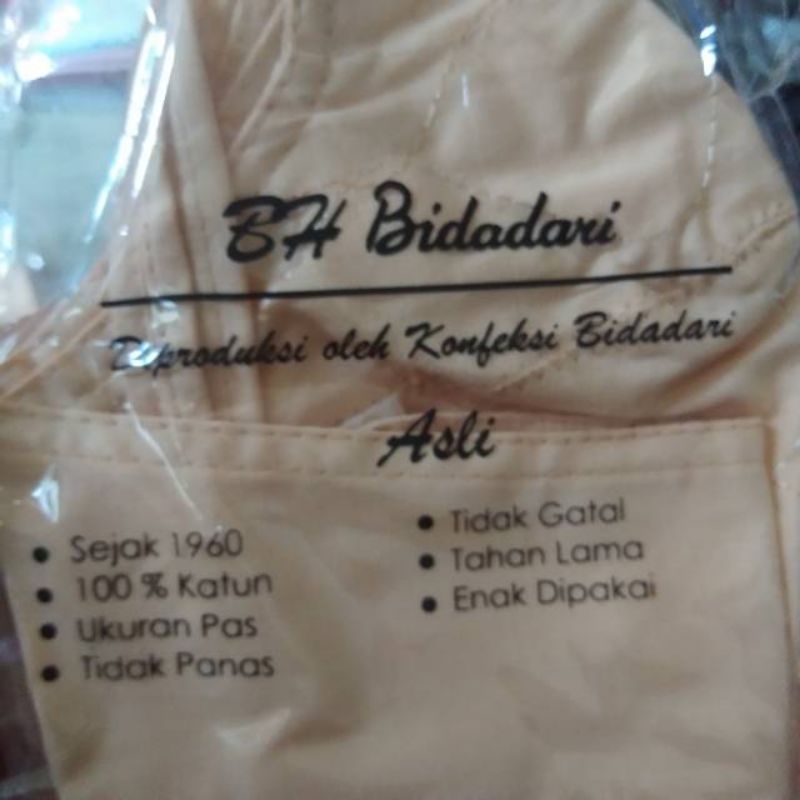 BH Bidadari
Diproduksi oleh Konfeksi Bidadari
Asli
• Sejak 1960
• 100 % Katun
• Ukuran Pas
• Tidak Panas
• Tidak Gatal
• Tahan Lama
• Enak Dipakai